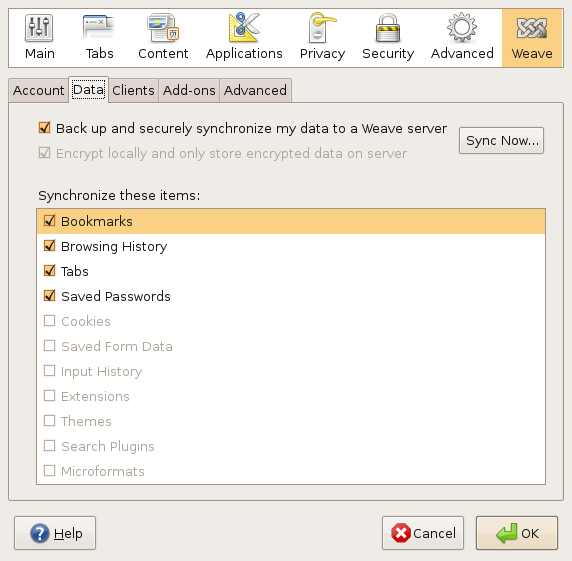 Main Tabs Content Applications Privacy Security Advanced Weave
Account Data Clients Add-ons Advanced
Back up and securely synchronize my data to a Weave server
Sync Now...
Encrypt locally and only store encrypted data on server
Synchronize these items:
Bookmarks
Browsing History
Tabs
Saved Passwords
Cookies
Saved Form Data
Input History
Extensions
Themes
Search Plugins
Microformats
Help Cancel OK